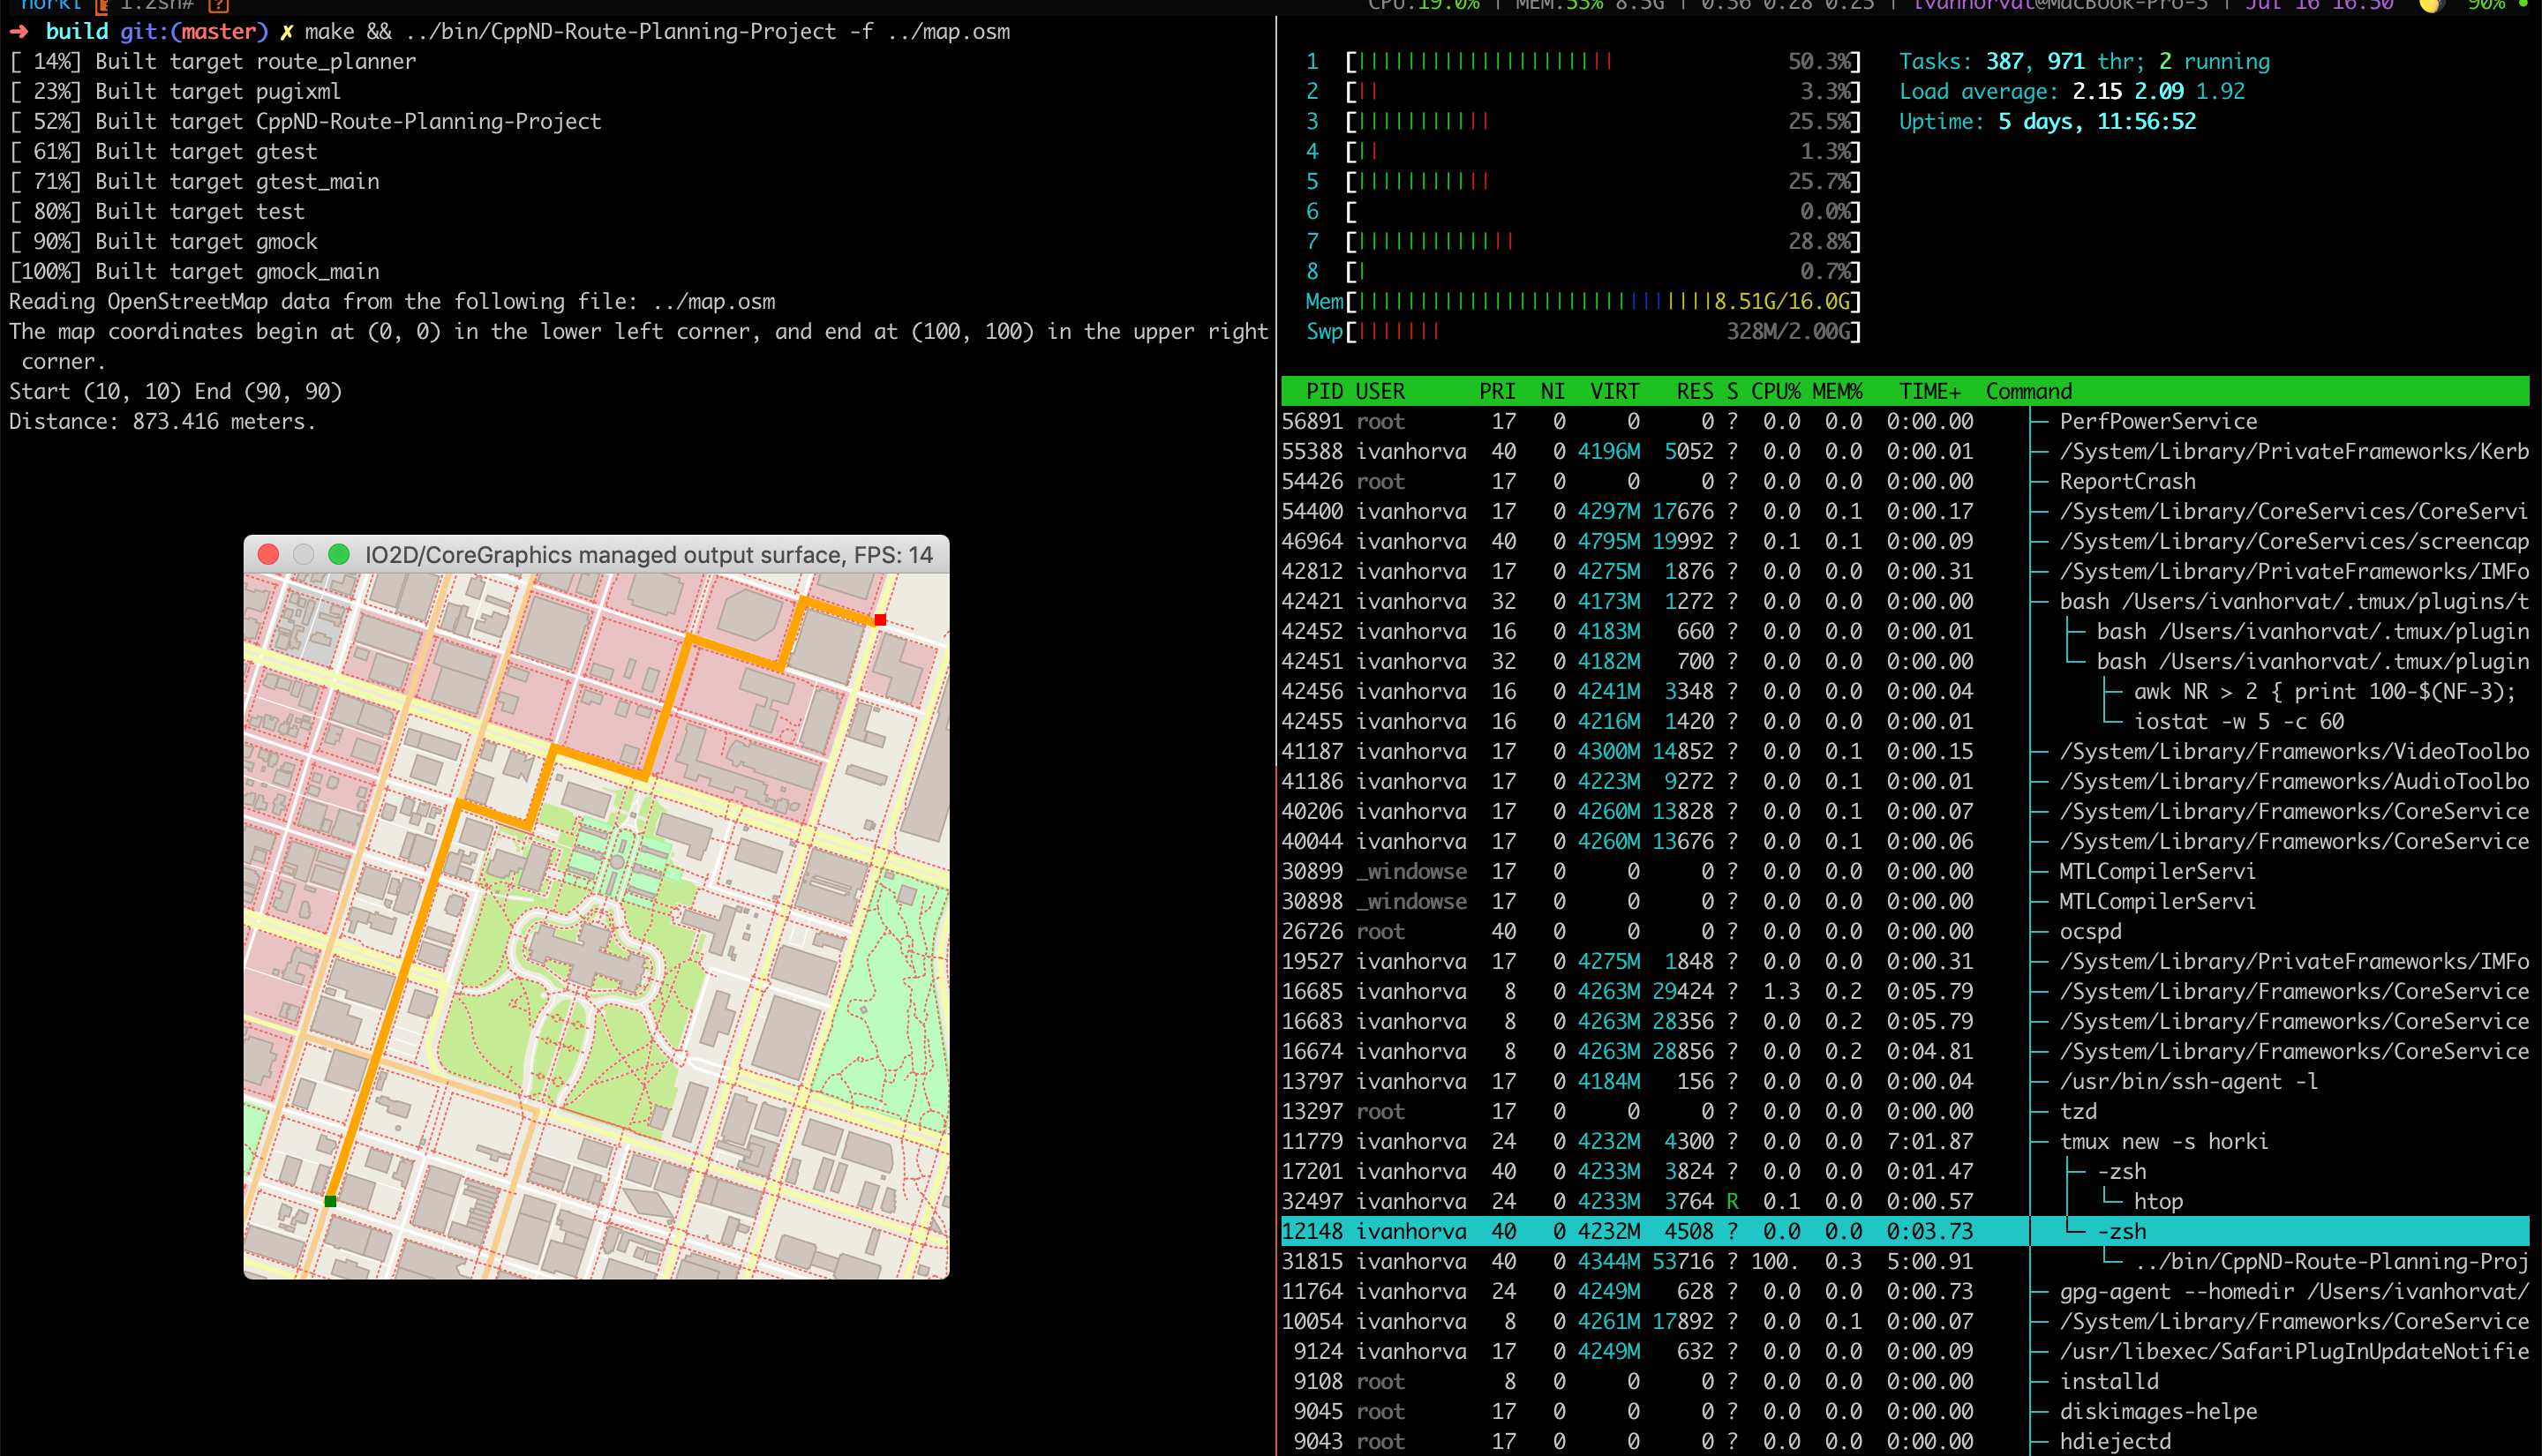 horki 1:zsh# ?
CPU:19.0% | MEM:53% 8.5G | 0.36 0.28 0.25 | ivanhorvat@MacBook-Pro-3 | Jul 16 16:50 90%
➜ build git:(master) ✗ make && ../bin/CppND-Route-Planning-Project -f ../map.osm
[ 14%] Built target route_planner
[ 23%] Built target pugixml
[ 52%] Built target CppND-Route-Planning-Project
[ 61%] Built target gtest
[ 71%] Built target gtest_main
[ 80%] Built target test
[ 90%] Built target gmock
[100%] Built target gmock_main
Reading OpenStreetMap data from the following file: ../map.osm
The map coordinates begin at (0, 0) in the lower left corner, and end at (100, 100) in the upper right
corner.
Start (10, 10) End (90, 90)
Distance: 873.416 meters.
IO2D/CoreGraphics managed output surface, FPS: 14
1 [ 50.3%] Tasks: 387, 971 thr; 2 running
2 [ 3.3%] Load average: 2.15 2.09 1.92
3 [ 25.5%] Uptime: 5 days, 11:56:52
4 [ 1.3%]
5 [ 25.7%]
6 [ 0.0%]
7 [ 28.8%]
8 [ 0.7%]
Mem[ 8.51G/16.0G]
Swp[ 328M/2.00G]
PID USER PRI NI VIRT RES S CPU% MEM% TIME+ Command
56891 root 17 0 0 0 ? 0.0 0.0 0:00.00 PerfPowerService
55388 ivanhorva 40 0 4196M 5052 ? 0.0 0.0 0:00.01 /System/Library/PrivateFrameworks/Kerb
54426 root 17 0 0 0 ? 0.0 0.0 0:00.00 ReportCrash
54400 ivanhorva 17 0 4297M 17676 ? 0.0 0.1 0:00.17 /System/Library/CoreServices/CoreServi
46964 ivanhorva 40 0 4795M 19992 ? 0.1 0.1 0:00.09 /System/Library/CoreServices/screencap
42812 ivanhorva 17 0 4275M 1876 ? 0.0 0.0 0:00.31 /System/Library/PrivateFrameworks/IMFo
42421 ivanhorva 32 0 4173M 1272 ? 0.0 0.0 0:00.00 bash /Users/ivanhorvat/.tmux/plugins/t
42452 ivanhorva 16 0 4183M 660 ? 0.0 0.0 0:00.01 bash /Users/ivanhorvat/.tmux/plugin
42451 ivanhorva 32 0 4182M 700 ? 0.0 0.0 0:00.00 bash /Users/ivanhorvat/.tmux/plugin
42456 ivanhorva 16 0 4241M 3348 ? 0.0 0.0 0:00.04 awk NR > 2 { print 100-$(NF-3);
42455 ivanhorva 16 0 4216M 1420 ? 0.0 0.0 0:00.01 iostat -w 5 -c 60
41187 ivanhorva 17 0 4300M 14852 ? 0.0 0.1 0:00.15 /System/Library/Frameworks/VideoToolbo
41186 ivanhorva 17 0 4223M 9272 ? 0.0 0.1 0:00.01 /System/Library/Frameworks/AudioToolbo
40206 ivanhorva 17 0 4260M 13828 ? 0.0 0.1 0:00.07 /System/Library/Frameworks/CoreService
40044 ivanhorva 17 0 4260M 13676 ? 0.0 0.1 0:00.06 /System/Library/Frameworks/CoreService
30899 _windowse 17 0 0 0 ? 0.0 0.0 0:00.00 MTLCompilerServi
30898 _windowse 17 0 0 0 ? 0.0 0.0 0:00.00 MTLCompilerServi
26726 root 40 0 0 0 ? 0.0 0.0 0:00.00 ocspd
19527 ivanhorva 17 0 4275M 1848 ? 0.0 0.0 0:00.31 /System/Library/PrivateFrameworks/IMFo
16685 ivanhorva 8 0 4263M 29424 ? 1.3 0.2 0:05.79 /System/Library/Frameworks/CoreService
16683 ivanhorva 8 0 4263M 28356 ? 0.0 0.2 0:05.79 /System/Library/Frameworks/CoreService
16674 ivanhorva 8 0 4263M 28856 ? 0.0 0.2 0:04.81 /System/Library/Frameworks/CoreService
13797 ivanhorva 17 0 4184M 156 ? 0.0 0.0 0:00.04 /usr/bin/ssh-agent -l
13297 root 17 0 0 0 ? 0.0 0.0 0:00.00 tzd
11779 ivanhorva 24 0 4232M 4300 ? 0.0 0.0 7:01.87 tmux new -s horki
17201 ivanhorva 40 0 4233M 3824 ? 0.0 0.0 0:01.47 -zsh
32497 ivanhorva 24 0 4233M 3764 R 0.1 0.0 0:00.57 htop
12148 ivanhorva 40 0 4232M 4508 ? 0.0 0.0 0:03.73 -zsh
31815 ivanhorva 40 0 4344M 53716 ? 100. 0.3 5:00.91 ../bin/CppND-Route-Planning-Proj
11764 ivanhorva 24 0 4249M 628 ? 0.0 0.0 0:00.73 gpg-agent --homedir /Users/ivanhorvat/
10054 ivanhorva 8 0 4261M 17892 ? 0.0 0.1 0:00.07 /System/Library/Frameworks/CoreService
9124 ivanhorva 17 0 4249M 632 ? 0.0 0.0 0:00.09 /usr/libexec/SafariPlugInUpdateNotifie
9108 root 8 0 0 0 ? 0.0 0.0 0:00.00 installd
9045 root 17 0 0 0 ? 0.0 0.0 0:00.00 diskimages-helpe
9043 root 17 0 0 0 ? 0.0 0.0 0:00.00 hdiejectd